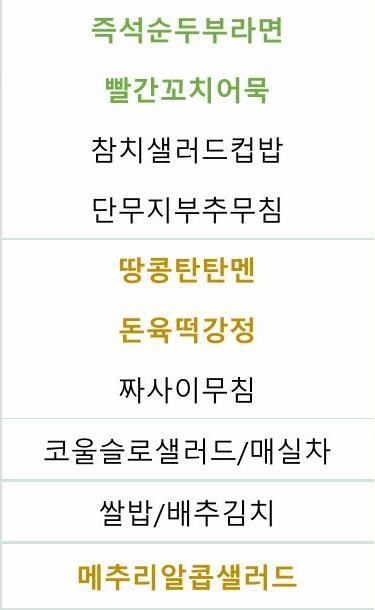 즉석순두부라면
빨간꼬치어묵
참치샐러드컵밥
단무지부추무침
땅콩탄탄멘
돈육떡강정
짜사이무침
코울슬로샐러드/매실차
쌀밥/배추김치
메추리알콥샐러드